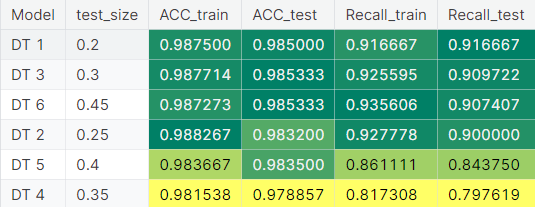 Model test_size ACC_train ACC_test Recall_train Recall_test
DT 1 0.2 0.987500 0.985000 0.916667 0.916667
DT 3 0.3 0.987714 0.985333 0.925595 0.909722
DT 6 0.45 0.987273 0.985333 0.935606 0.907407
DT 2 0.25 0.988267 0.983200 0.927778 0.900000
DT 5 0.4 0.983667 0.983500 0.861111 0.843750
DT 4 0.35 0.981538 0.978857 0.817308 0.797619